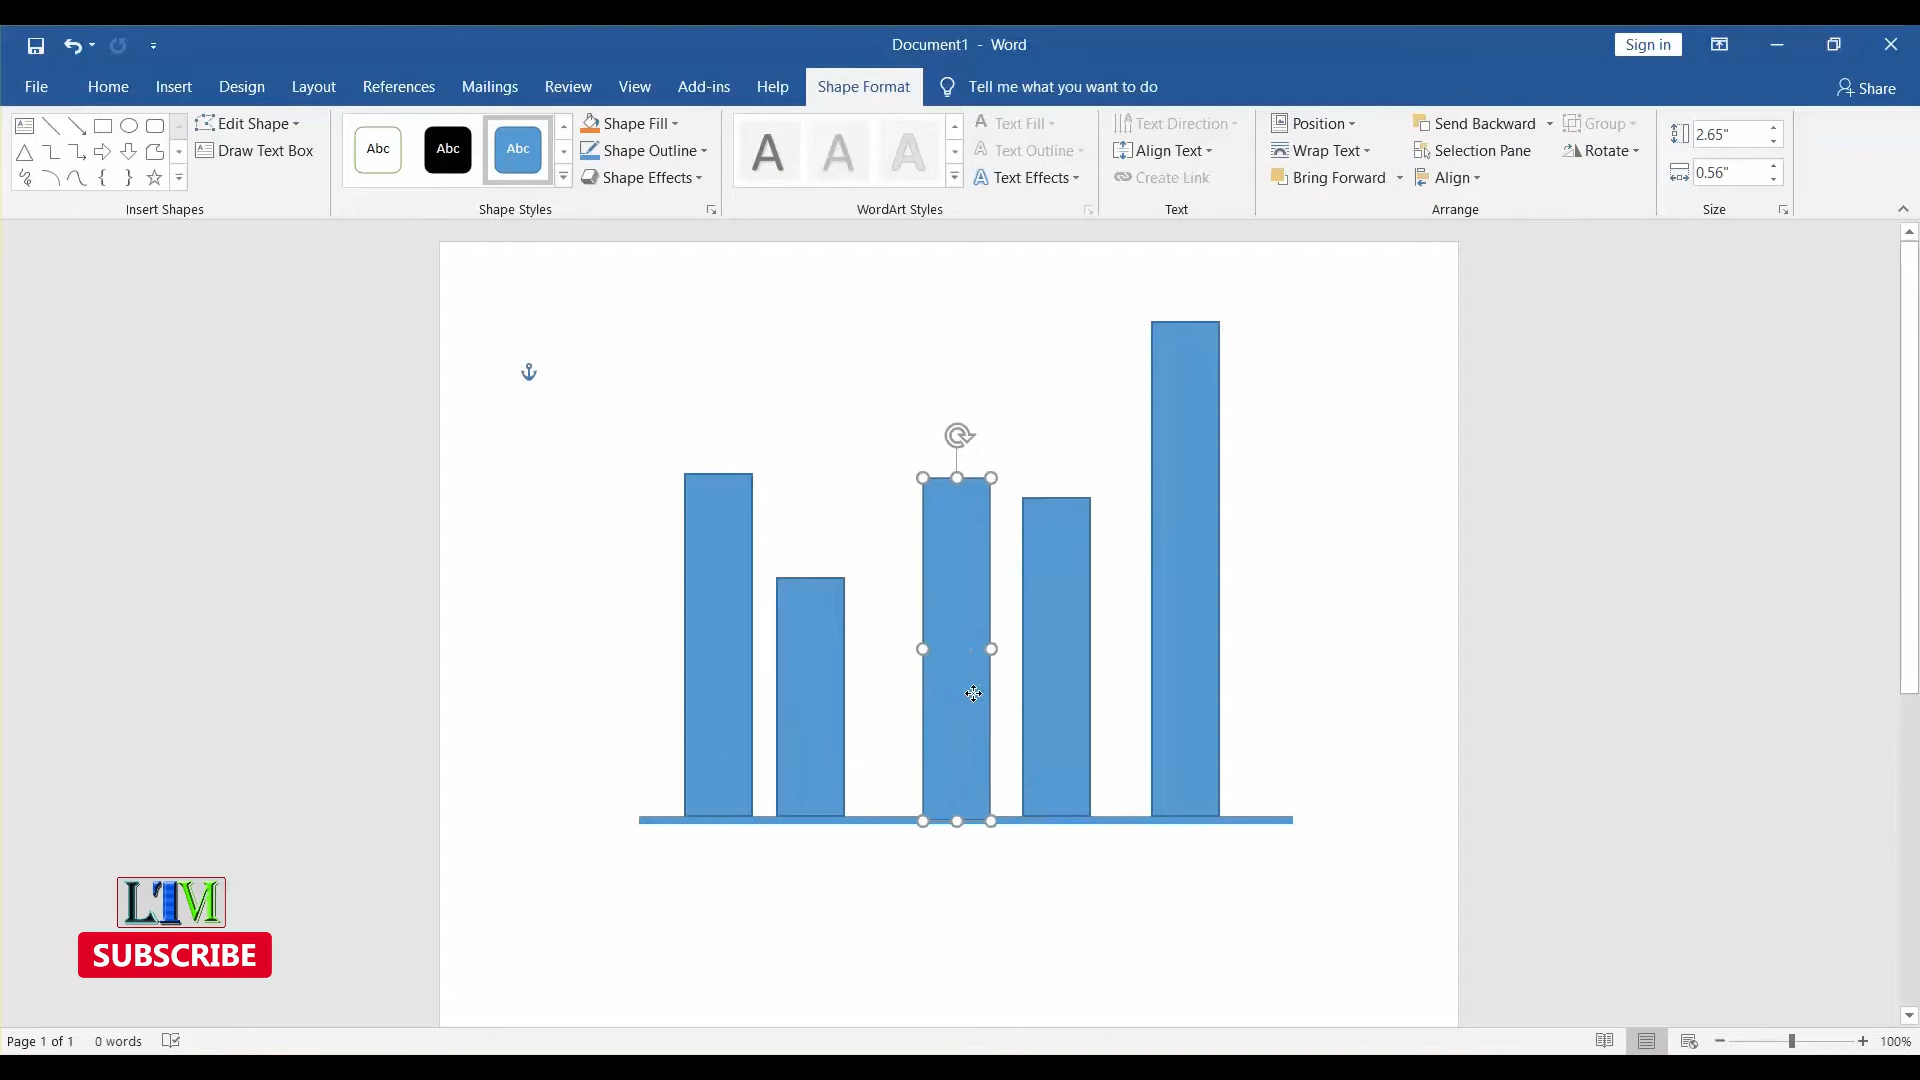 Document1 - Word
Sign in
File Home Insert Design Layout References Mailings Review View Add-ins Help Shape Format Tell me what you want to do Share
Edit Shape
Draw Text Box
Insert Shapes
Abc Abc Abc
Shape Fill
Shape Outline
Shape Effects
Shape Styles
A A A
Text Fill
Text Outline
Text Effects
WordArt Styles
Text Direction
Align Text
Create Link
Text
Position
Wrap Text
Bring Forward
Send Backward
Selection Pane
Align
Group
Rotate
Arrange
2.65"
0.56"
Size
LTM
SUBSCRIBE
Page 1 of 1 0 words
100%